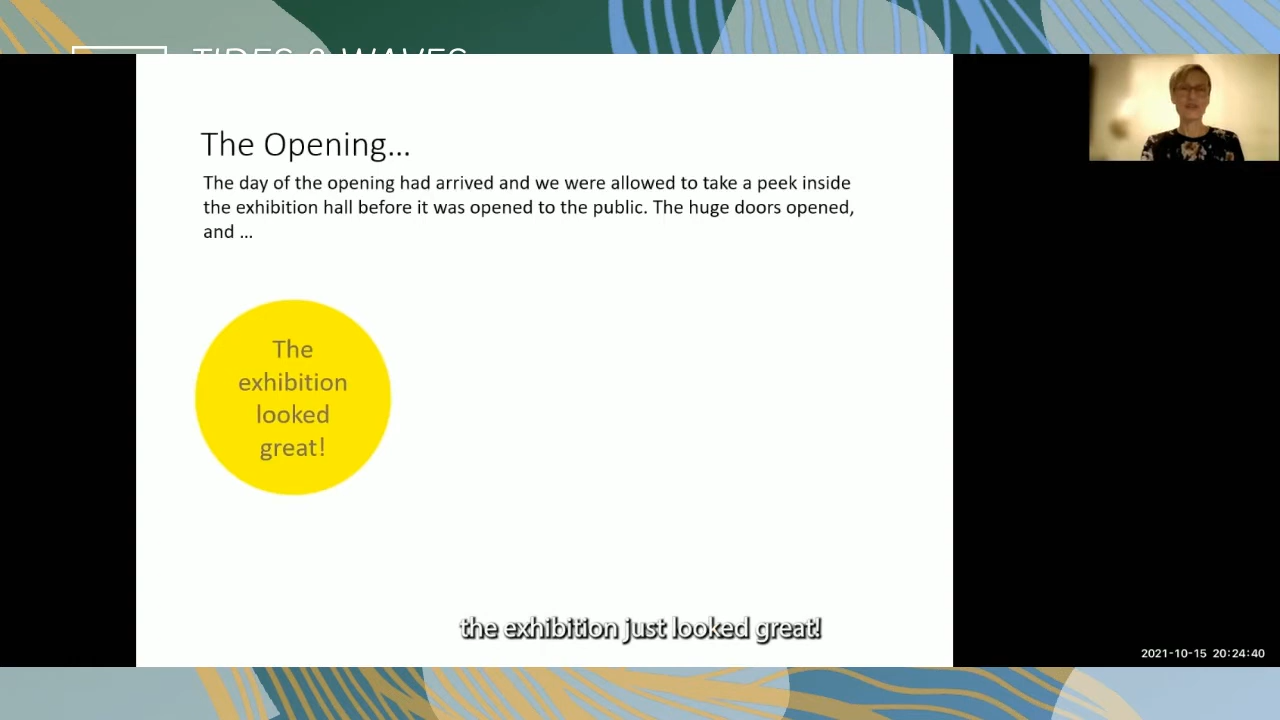 TIDES & WAVES
The Opening...
The day of the opening had arrived and we were allowed to take a peek inside
the exhibition hall before it was opened to the public. The huge doors opened,
and ...
The
exhibition
looked
great!
the exhibition just looked great!
2021-10-15 20:24:40